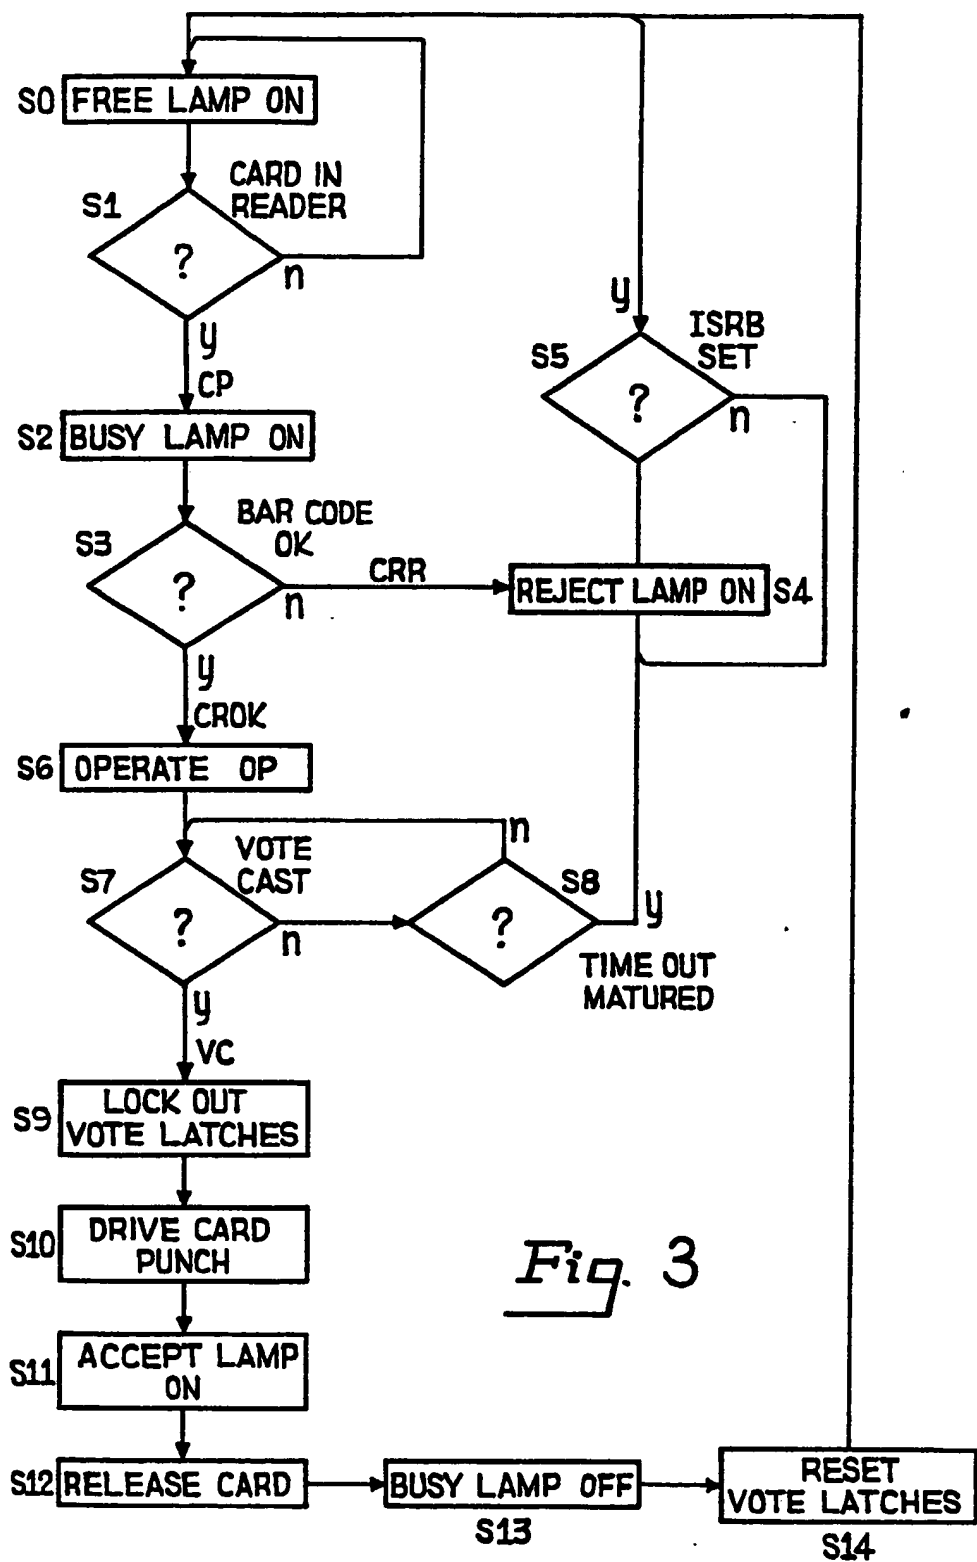 S0 FREE LAMP ON
S1
CARD IN
READER
?
n
y
CP
y
ISRB
SET
S5
?
n
S2 BUSY LAMP ON
S3
BAR CODE
OK
?
n
CRR
REJECT LAMP ON S4
y
CROK
S6 OPERATE OP
n
S7
VOTE
CAST
?
n
S8
?
y
TIME OUT
MATURED
y
VC
S9
LOCK OUT
VOTE LATCHES
S10
DRIVE CARD
PUNCH
Fig. 3
S11
ACCEPT LAMP
ON
S12 RELEASE CARD
BUSY LAMP OFF
S13
RESET
VOTE LATCHES
S14